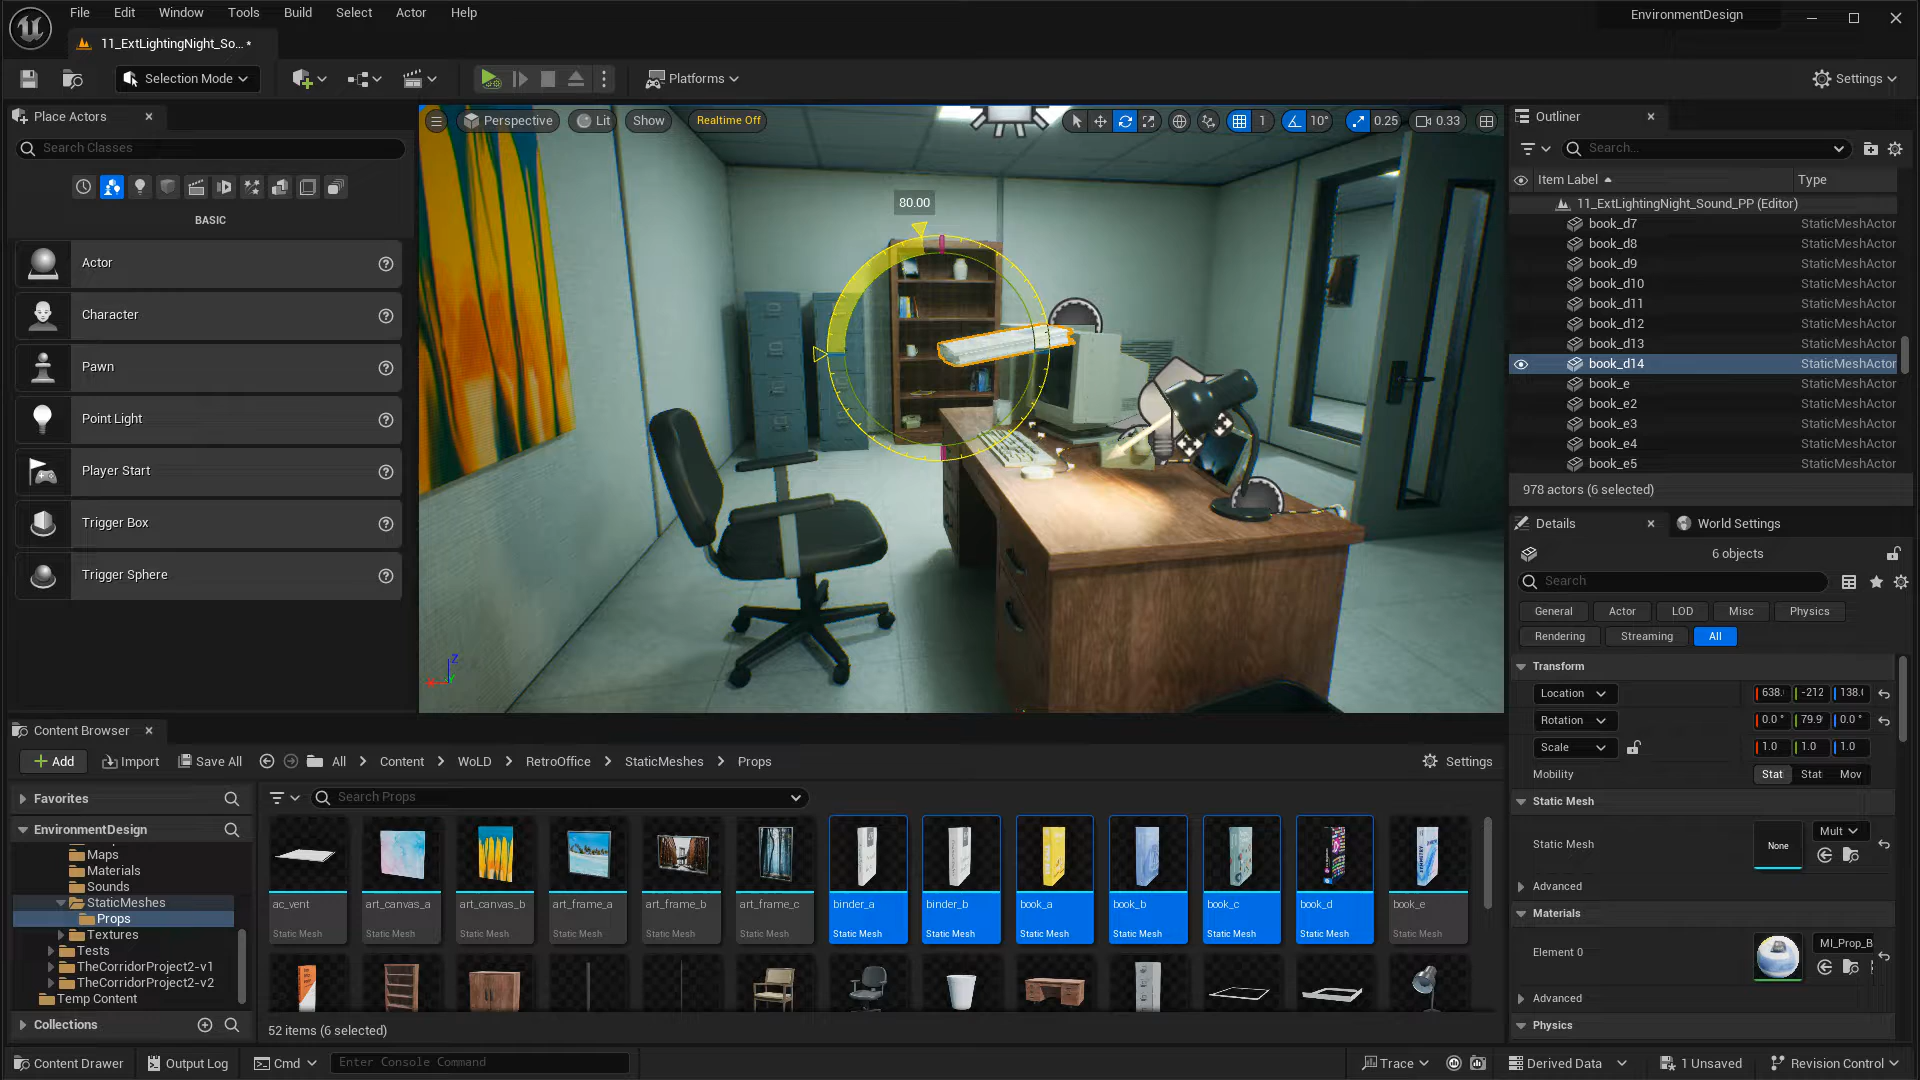 File Edit Window Tools Build Select Actor Help
EnvironmentDesign
11_ExtLightingNight_So... •
Selection Mode
Platforms
Settings
Place Actors
Search Classes
BASIC
Actor
Character
Pawn
Point Light
Player Start
Trigger Box
Trigger Sphere
Perspective Lit Show Realtime Off
1 10° 0.25 0.33
80.00
Outliner
Search...
Item Label Type
11_ExtLightingNight_Sound_PP (Editor)
book_d7 StaticMeshActor
book_d8 StaticMeshActor
book_d9 StaticMeshActor
book_d10 StaticMeshActor
book_d11 StaticMeshActor
book_d12 StaticMeshActor
book_d13 StaticMeshActor
book_d14 StaticMeshActor
book_e StaticMeshActor
book_e2 StaticMeshActor
book_e3 StaticMeshActor
book_e4 StaticMeshActor
book_e5 StaticMeshActor
978 actors (6 selected)
Details World Settings
6 objects
Search
General Actor LOD Misc Physics
Rendering Streaming All
Transform
Location 638. -212 138.
Rotation 0.0° 79.9 0.0°
Scale 1.0 1.0 1.0
Mobility Stat Stat Mov
Static Mesh
Static Mesh None Mult
Advanced
Materials
Element 0 MI_Prop_B
Advanced
Physics
Content Browser
Add Import Save All All Content WoLD RetroOffice StaticMeshes Props Settings
Favorites
EnvironmentDesign
Maps
Materials
Sounds
StaticMeshes
Props
Textures
Tests
TheCorridorProject2-v1
TheCorridorProject2-v2
Temp Content
Collections
Search Props
ac_vent art_canvas_a art_canvas_b art_frame_a art_frame_b art_frame_c binder_a binder_b book_a book_b book_c book_d book_e
Static Mesh Static Mesh Static Mesh Static Mesh Static Mesh Static Mesh Static Mesh Static Mesh Static Mesh Static Mesh Static Mesh Static Mesh Static Mesh
52 items (6 selected)
Content Drawer Output Log Cmd Enter Console Command Trace Derived Data 1 Unsaved Revision Control